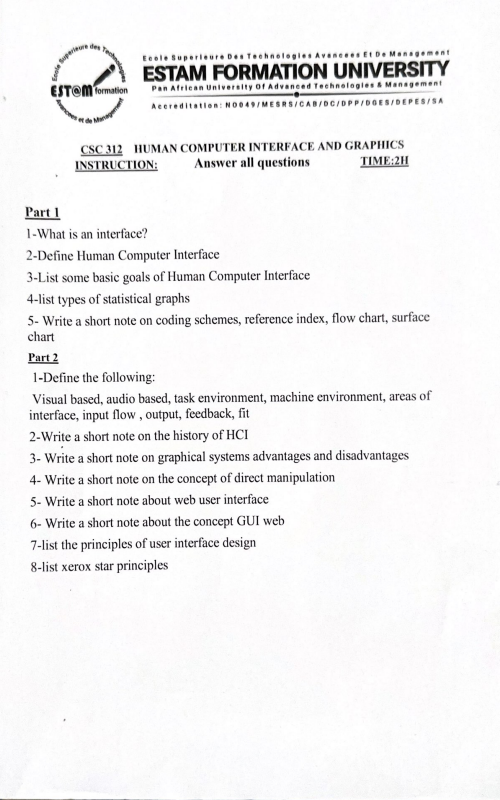 Ecole Superieure des Technologies
EST@M formation
Avancees et de Management
Ecole Superieure Des Technologies Avancees Et De Management
ESTAM FORMATION UNIVERSITY
Pan African University Of Advanced Technologies & Management
Accreditation: N0049/MESRS/CAB/DC/DPP/DGES/DEPES/SA
CSC 312 HUMAN COMPUTER INTERFACE AND GRAPHICS
INSTRUCTION: Answer all questions TIME:2H
Part 1
1-What is an interface?
2-Define Human Computer Interface
3-List some basic goals of Human Computer Interface
4-list types of statistical graphs
5- Write a short note on coding schemes, reference index, flow chart, surface
chart
Part 2
1-Define the following:
Visual based, audio based, task environment, machine environment, areas of
interface, input flow , output, feedback, fit
2-Write a short note on the history of HCI
3- Write a short note on graphical systems advantages and disadvantages
4- Write a short note on the concept of direct manipulation
5- Write a short note about web user interface
6- Write a short note about the concept GUI web
7-list the principles of user interface design
8-list xerox star principles